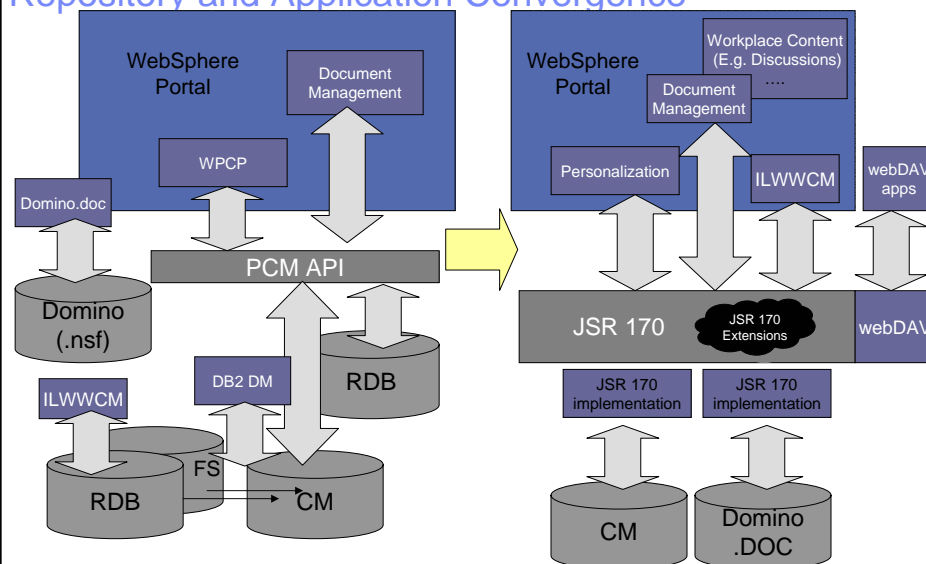 Repository and Application Convergence
WebSphere
Portal
Document
Management
WPCP
Domino.doc
PCM API
Domino
(.nsf)
RDB
DB2 DM
ILWWCM
FS
RDB
CM
WebSphere
Portal
Workplace Content
(E.g. Discussions)
....
Document
Management
Personalization
ILWWCM
webDAV
apps
JSR 170
JSR 170
Extensions
webDAV
JSR 170
implementation
JSR 170
implementation
CM
Domino
.DOC